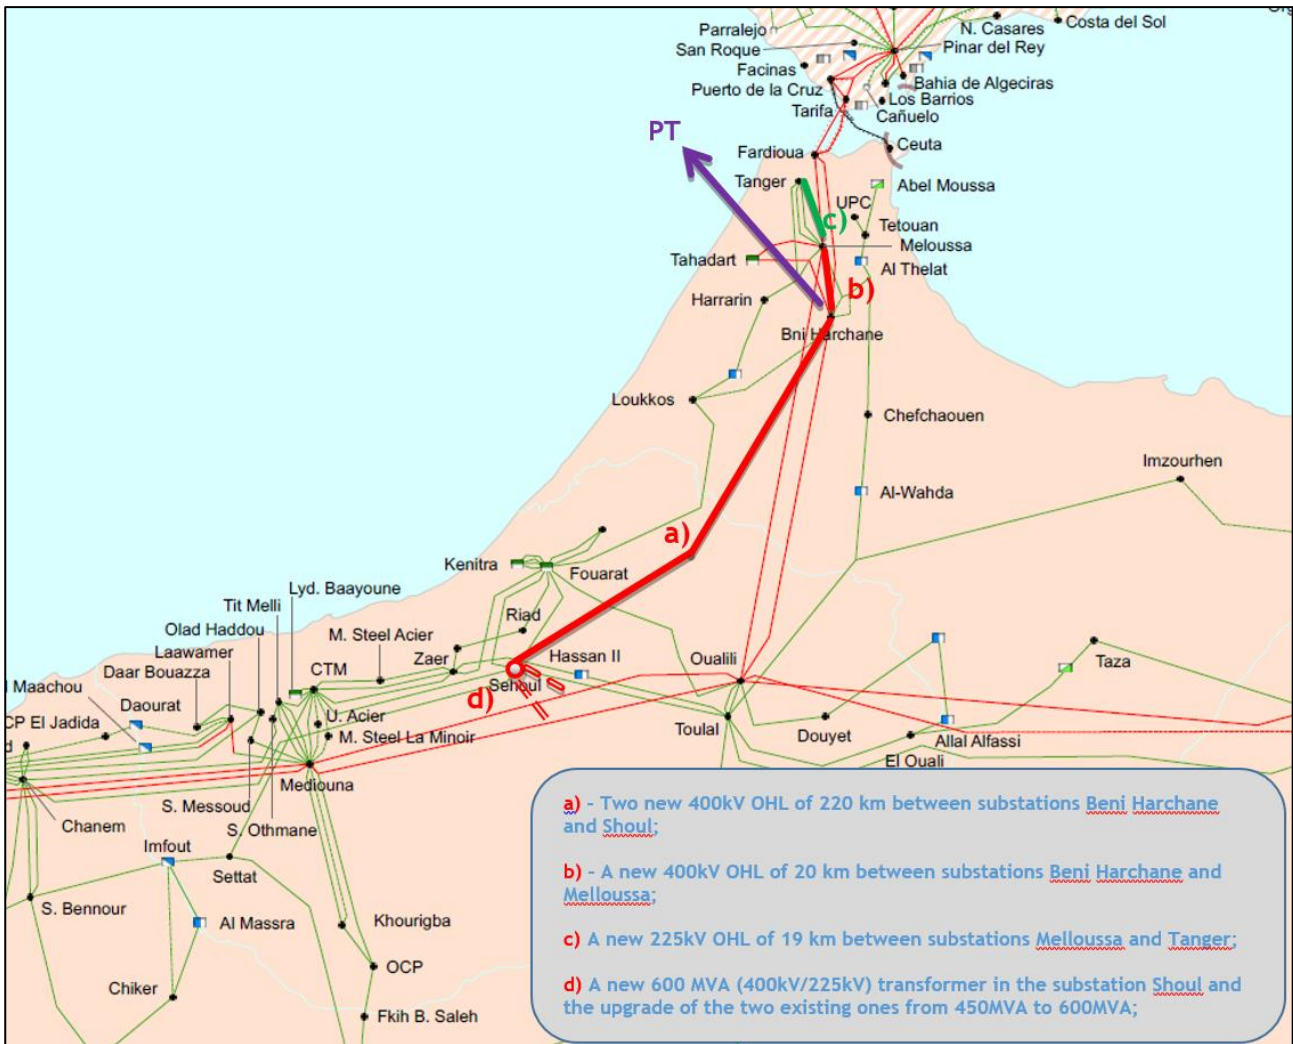 Parralejo
N. Casares
Costa del Sol
San Roque
Pinar del Rey
Facinas
Bahia de Algeciras
Puerto de la Cruz
Los Barrios
Tarifa
Cañuelo
PT
Fardioua
Ceuta
Tanger
Abel Moussa
UPC
c)
Tetouan
Meloussa
Tahadart
Al Thelat
b)
Harrarin
Bni Harchane
Loukkos
Chefchaouen
Imzourhen
Al-Wahda
a)
Kenitra
Fouarat
Lyd. Baayoune
Tit Melli
Riad
Olad Haddou
M. Steel Acier
Laawamer
Zaer
Hassan II
Oualili
Daar Bouazza
CTM
Taza
Maachou
Sehoul
d)
Daourat
U. Acier
CP El Jadida
M. Steel La Minoir
Toulal
Douyet
Allal Alfassi
El Ouali
Mediouna
S. Messoud
Chanem
S. Othmane
Imfout
Settat
S. Bennour
Al Massra
Khourigba
OCP
Chiker
Fkih B. Saleh
a) - Two new 400kV OHL of 220 km between substations Beni Harchane
and Shoul;
b) - A new 400kV OHL of 20 km between substations Beni Harchane and
Melloussa;
c) A new 225kV OHL of 19 km between substations Melloussa and Tanger;
d) A new 600 MVA (400kV/225kV) transformer in the substation Shoul and
the upgrade of the two existing ones from 450MVA to 600MVA;